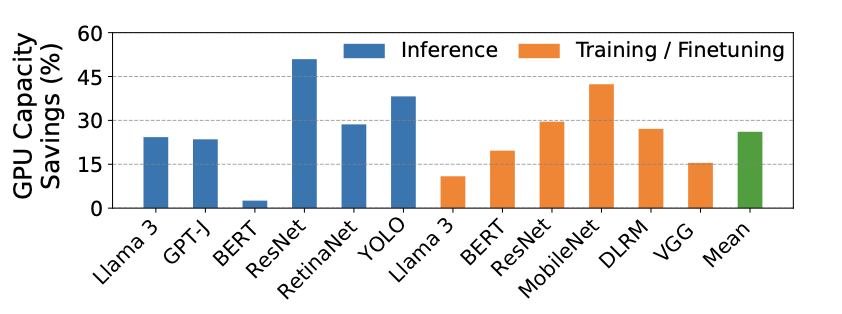 GPU Capacity
Savings (%)
60
45
30
15
0
Inference
Training / Finetuning
Llama 3
GPT-J
BERT
ResNet
RetinaNet
YOLO
Llama 3
BERT
ResNet
MobileNet
DLRM
VGG
Mean